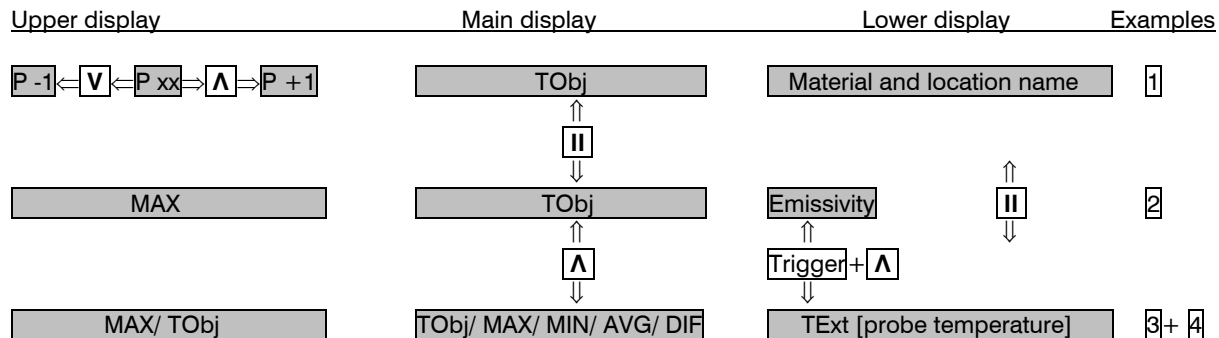 Upper display Main display Lower display Examples
P -1 ⇐ V ⇐ P xx ⇒ Λ ⇒ P +1 TObj Material and location name 1
⇑
II
⇓ ⇑
MAX TObj Emissivity II 2
⇑ ⇑ ⇓
Λ Trigger + Λ
⇓ ⇓
MAX/ TObj TObj/ MAX/ MIN/ AVG/ DIF TExt [probe temperature] 3 + 4